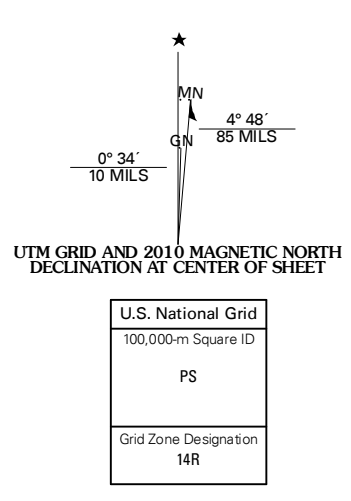 ★
MN
4° 48´
85 MILS
GN
0° 34´
10 MILS
UTM GRID AND 2010 MAGNETIC NORTH
DECLINATION AT CENTER OF SHEET
U.S. National Grid
100,000-m Square ID
PS
Grid Zone Designation
14R